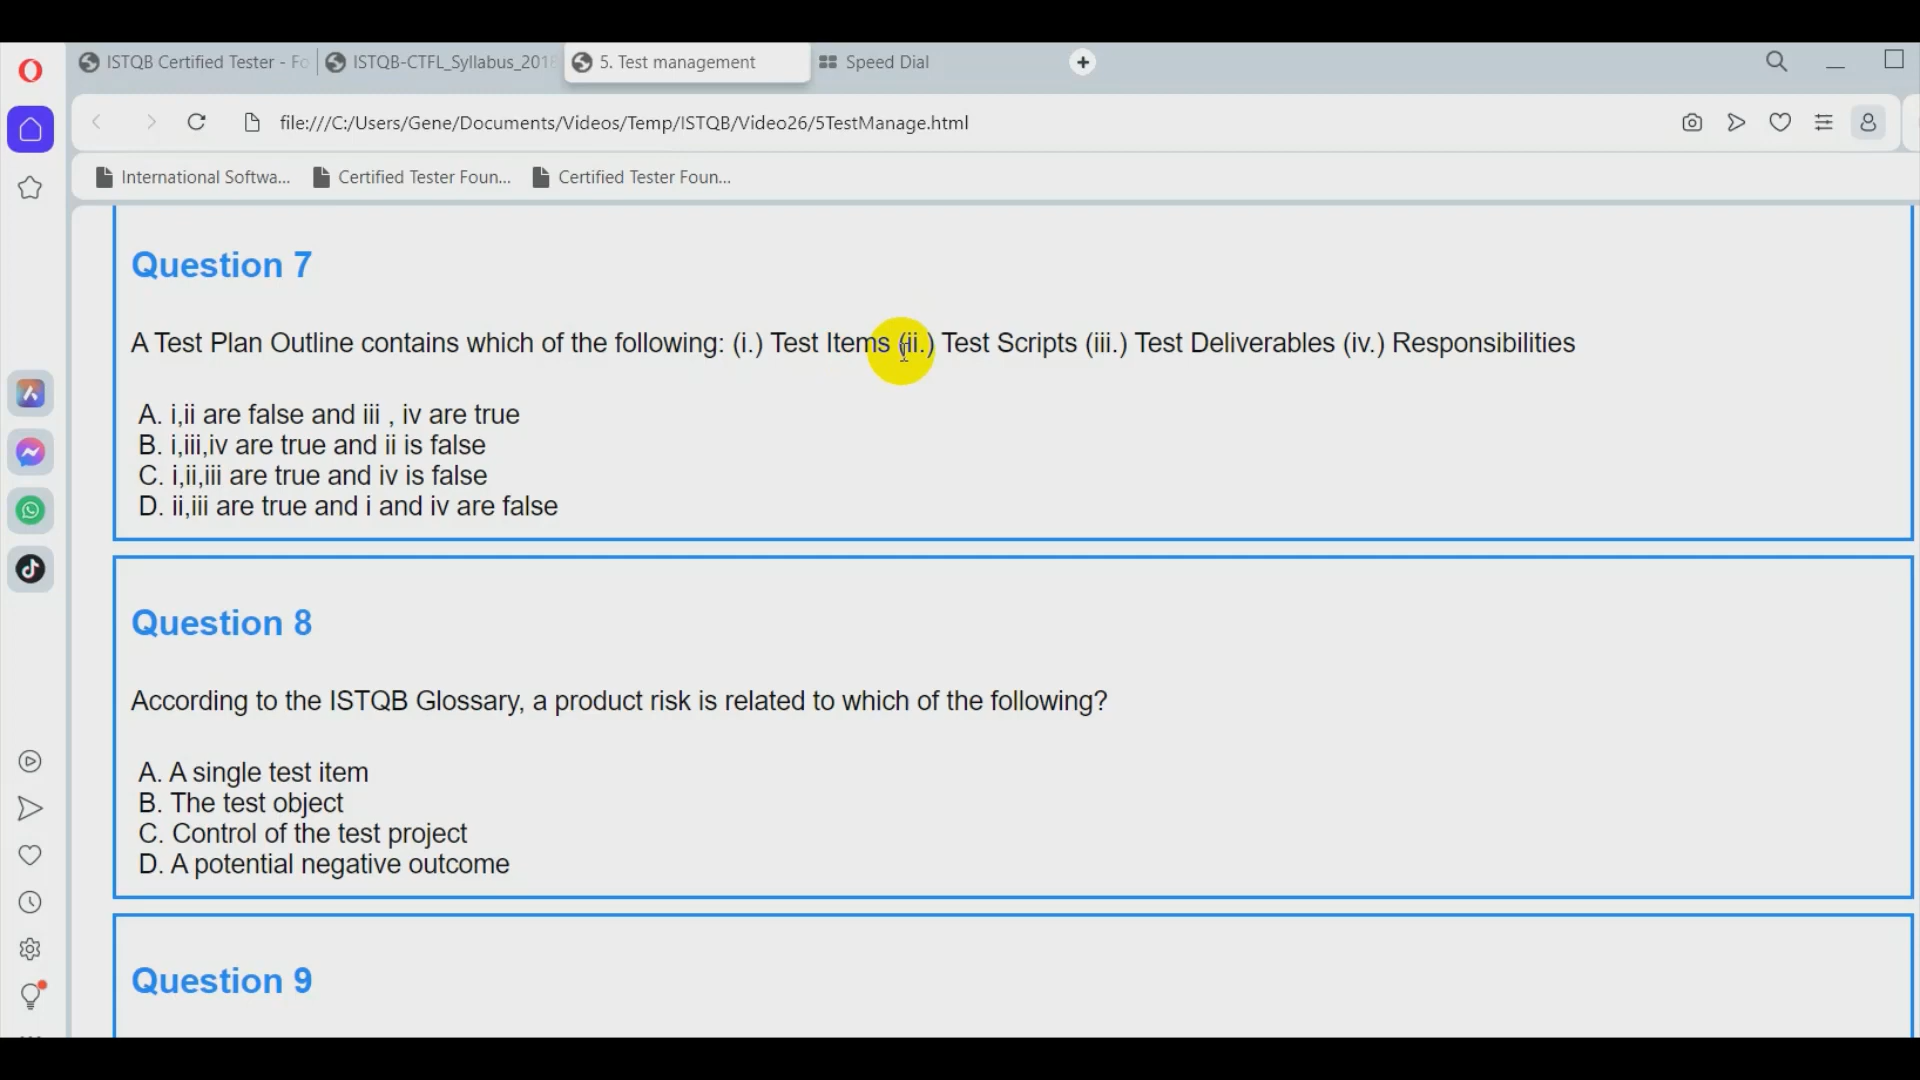 ISTQB Certified Tester - Fo
ISTQB-CTFL_Syllabus_2018
5. Test management
Speed Dial
file:///C:/Users/Gene/Documents/Videos/Temp/ISTQB/Video26/5TestManage.html
International Softwa...
Certified Tester Foun...
Certified Tester Foun...
Question 7
A Test Plan Outline contains which of the following: (i.) Test Items (ii.) Test Scripts (iii.) Test Deliverables (iv.) Responsibilities
A. i,ii are false and iii , iv are true
B. i,iii,iv are true and ii is false
C. i,ii,iii are true and iv is false
D. ii,iii are true and i and iv are false
Question 8
According to the ISTQB Glossary, a product risk is related to which of the following?
A. A single test item
B. The test object
C. Control of the test project
D. A potential negative outcome
Question 9